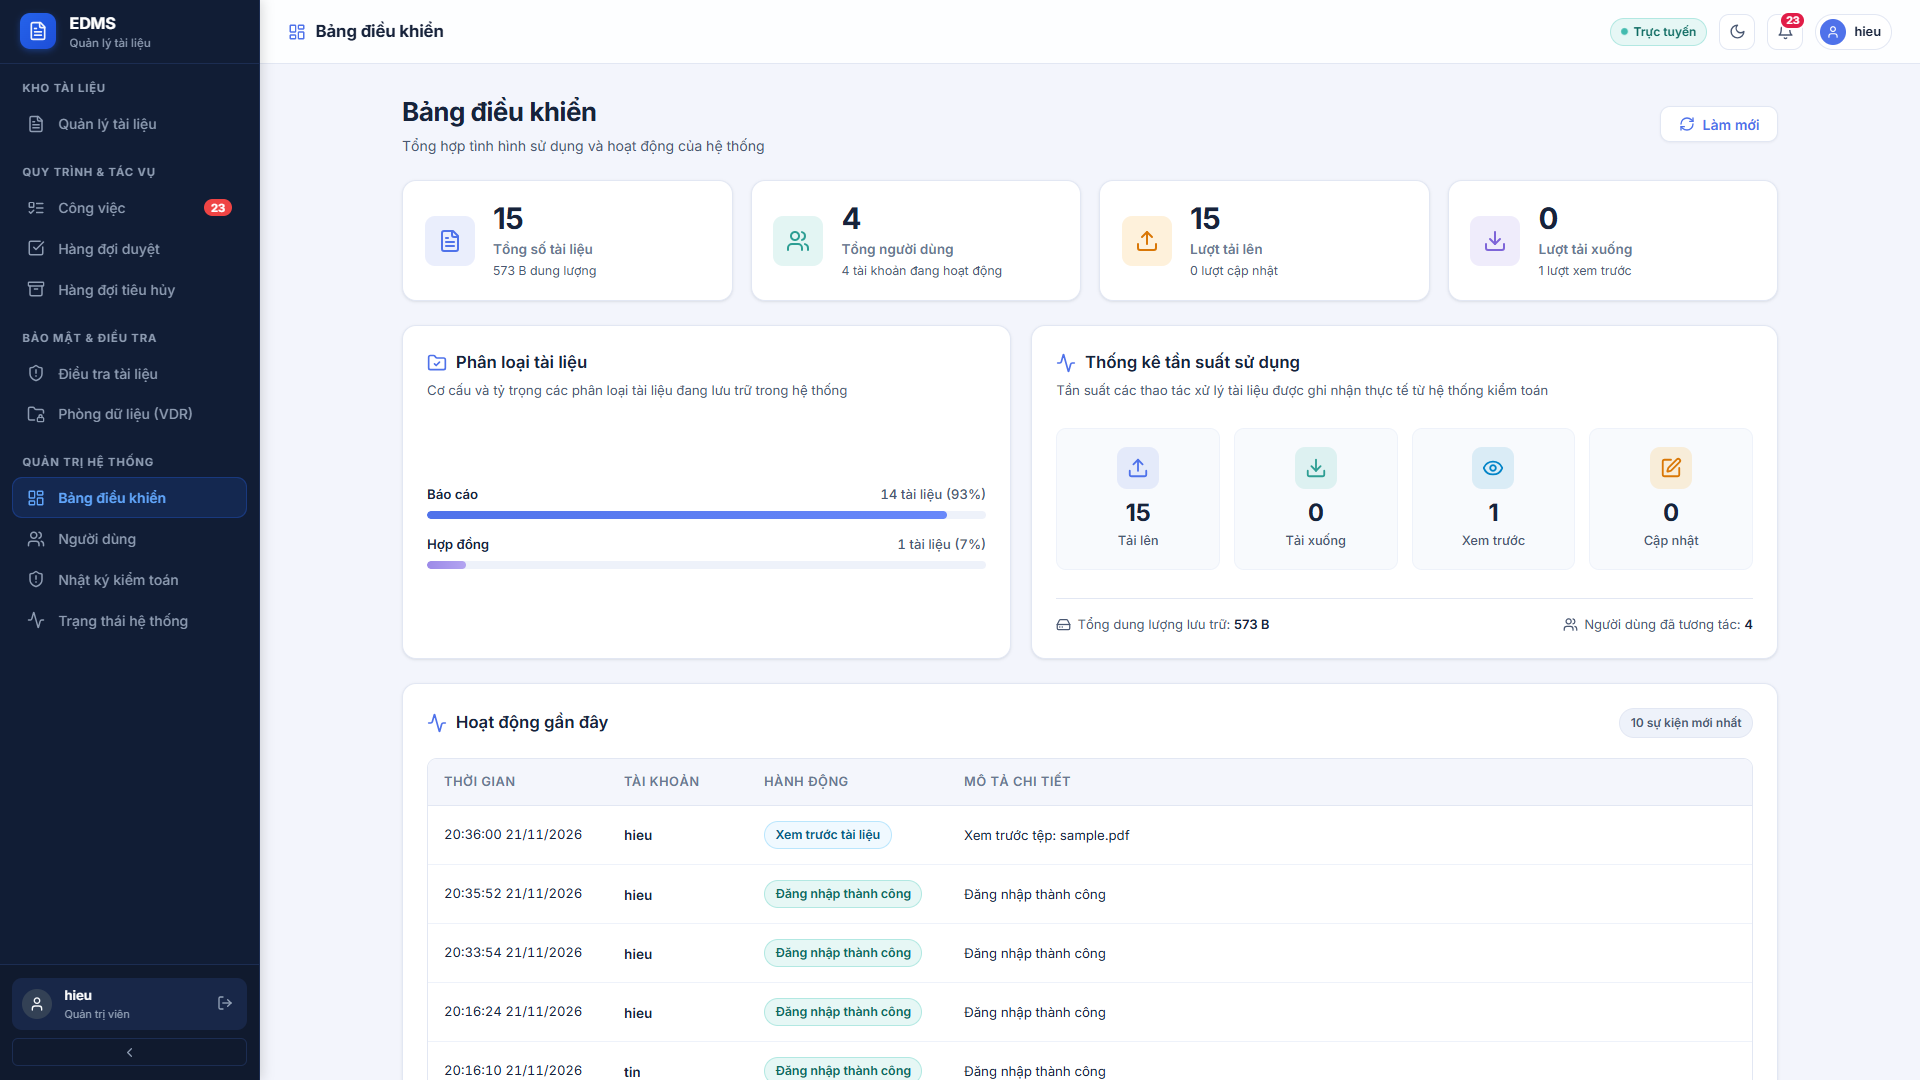 EDMS
Quản lý tài liệu
KHO TÀI LIỆU
Quản lý tài liệu
QUY TRÌNH & TÁC VỤ
Công việc
23
Hàng đợi duyệt
Hàng đợi tiêu hủy
BẢO MẬT & ĐIỀU TRA
Điều tra tài liệu
Phòng dữ liệu (VDR)
QUẢN TRỊ HỆ THỐNG
Bảng điều khiển
Người dùng
Nhật ký kiểm toán
Trạng thái hệ thống
hieu
Quản trị viên
Bảng điều khiển
Trực tuyến
23
hieu
Bảng điều khiển
Tổng hợp tình hình sử dụng và hoạt động của hệ thống
Làm mới
15
Tổng số tài liệu
573 B dung lượng
4
Tổng người dùng
4 tài khoản đang hoạt động
15
Lượt tải lên
0 lượt cập nhật
0
Lượt tải xuống
1 lượt xem trước
Phân loại tài liệu
Cơ cấu và tỷ trọng các phân loại tài liệu đang lưu trữ trong hệ thống
Báo cáo
14 tài liệu (93%)
Hợp đồng
1 tài liệu (7%)
Thống kê tần suất sử dụng
Tần suất các thao tác xử lý tài liệu được ghi nhận thực tế từ hệ thống kiểm toán
15
Tải lên
0
Tải xuống
1
Xem trước
0
Cập nhật
Tổng dung lượng lưu trữ: 573 B
Người dùng đã tương tác: 4
Hoạt động gần đây
10 sự kiện mới nhất
THỜI GIAN TÀI KHOẢN HÀNH ĐỘNG MÔ TẢ CHI TIẾT
20:36:00 21/11/2026 hieu Xem trước tài liệu Xem trước tệp: sample.pdf
20:35:52 21/11/2026 hieu Đăng nhập thành công Đăng nhập thành công
20:33:54 21/11/2026 hieu Đăng nhập thành công Đăng nhập thành công
20:16:24 21/11/2026 hieu Đăng nhập thành công Đăng nhập thành công
20:16:10 21/11/2026 tin Đăng nhập thành công Đăng nhập thành công